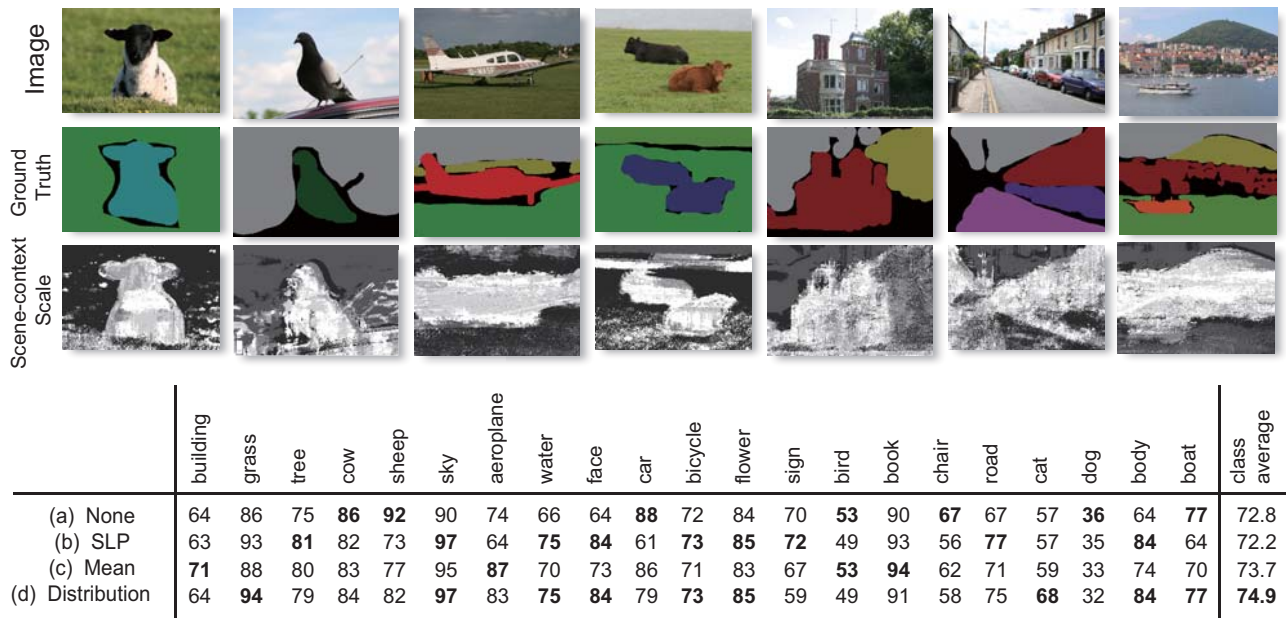 Image
Ground
Truth
Scene-context
Scale
building grass tree cow sheep sky aeroplane water face car bicycle flower sign bird book chair road cat dog body boat class average
(a) None 64 86 75 86 92 90 74 66 64 88 72 84 70 53 90 67 67 57 36 64 77 72.8
(b) SLP 63 93 81 82 73 97 64 75 84 61 73 85 72 49 93 56 77 57 35 84 64 72.2
(c) Mean 71 88 80 83 77 95 87 70 73 86 71 83 67 53 94 62 71 59 33 74 70 73.7
(d) Distribution 64 94 79 84 82 97 83 75 84 79 73 85 59 49 91 58 75 68 32 84 77 74.9